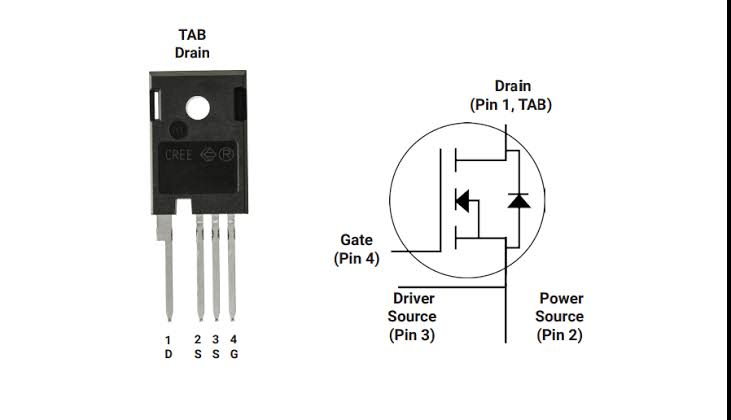 TAB
Drain
CREE
®
1 2 3 4
D S S G
Drain
(Pin 1, TAB)
Gate
(Pin 4)
Driver
Source
(Pin 3)
Power
Source
(Pin 2)